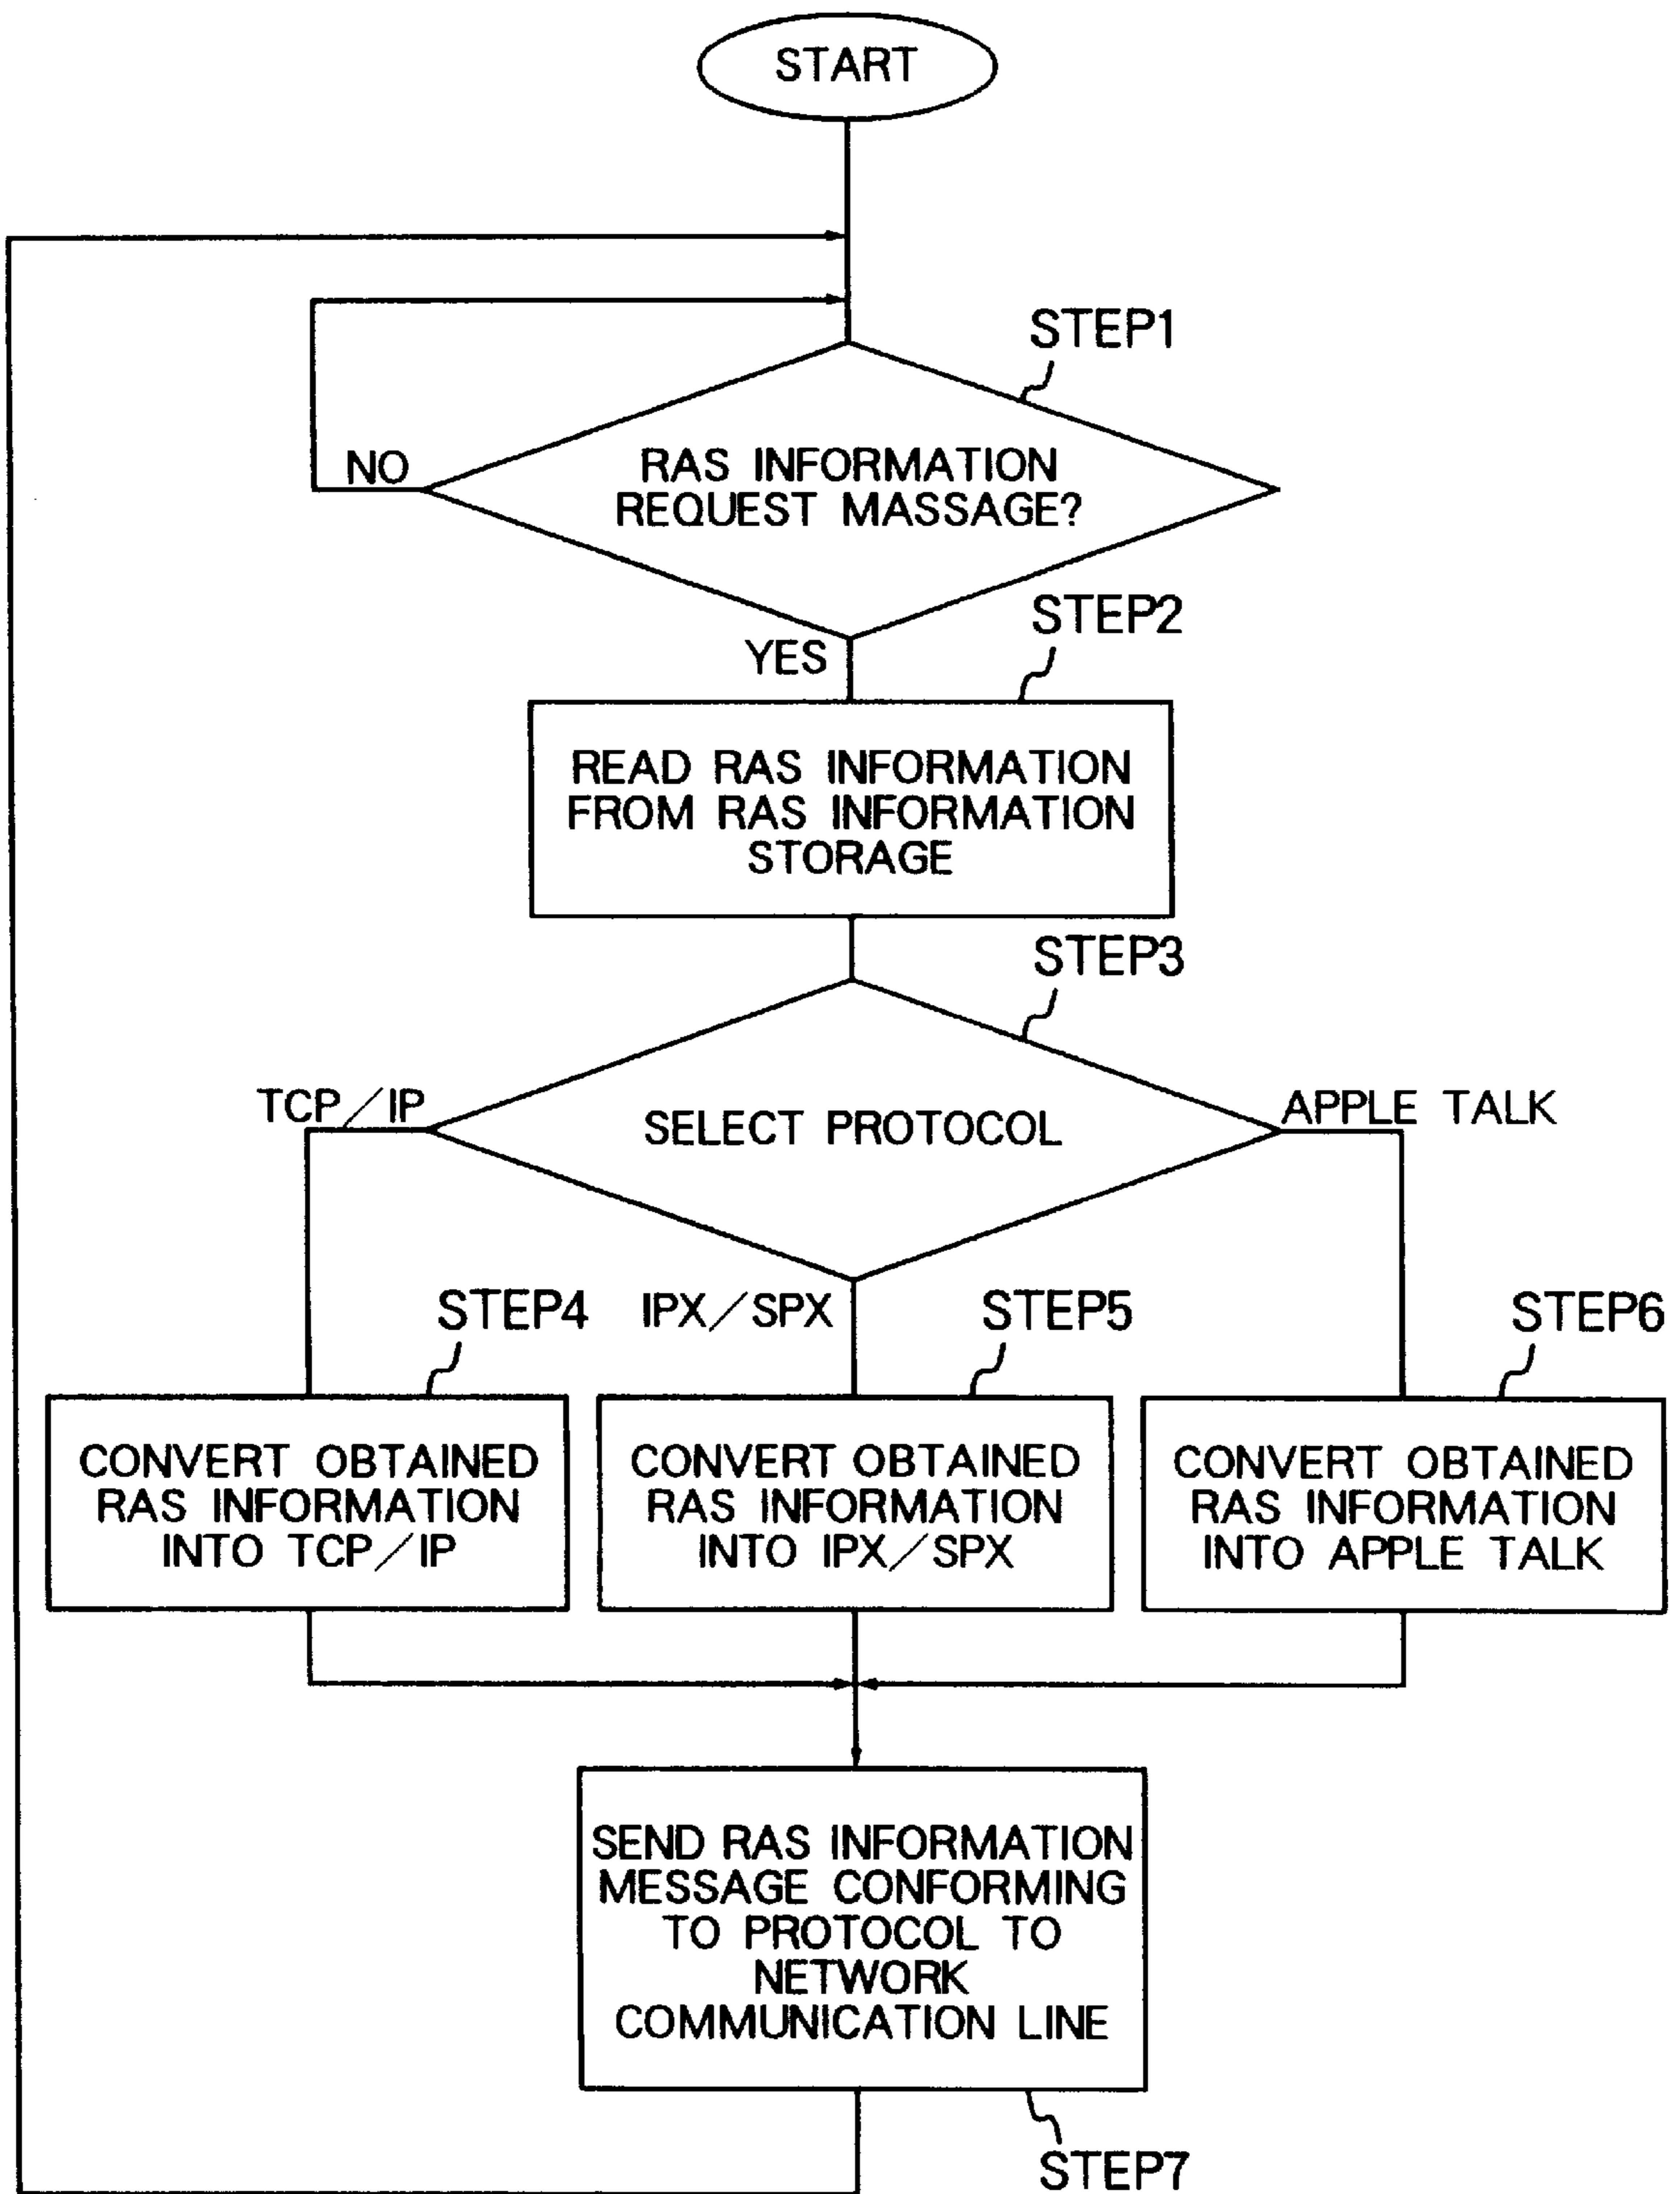 START
STEP1
RAS INFORMATION
REQUEST MASSAGE?
NO
YES
STEP2
READ RAS INFORMATION
FROM RAS INFORMATION
STORAGE
STEP3
SELECT PROTOCOL
TCP/IP
APPLE TALK
IPX/SPX
STEP4
CONVERT OBTAINED
RAS INFORMATION
INTO TCP/IP
STEP5
CONVERT OBTAINED
RAS INFORMATION
INTO IPX/SPX
STEP6
CONVERT OBTAINED
RAS INFORMATION
INTO APPLE TALK
SEND RAS INFORMATION
MESSAGE CONFORMING
TO PROTOCOL TO
NETWORK
COMMUNICATION LINE
STEP7